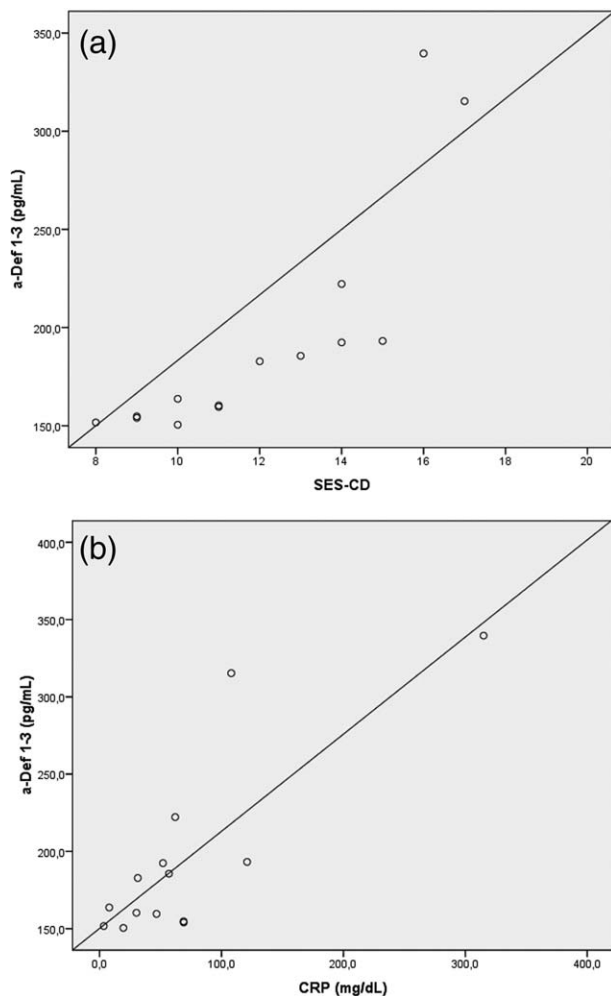 (a)
350,0
300,0
250,0
200,0
150,0
a-Def 1-3 (pg/mL)
8 10 12 14 16 18 20
SES-CD
(b)
400,0
350,0
300,0
250,0
200,0
150,0
a-Def 1-3 (pg/mL)
,0 100,0 200,0 300,0 400,0
CRP (mg/dL)